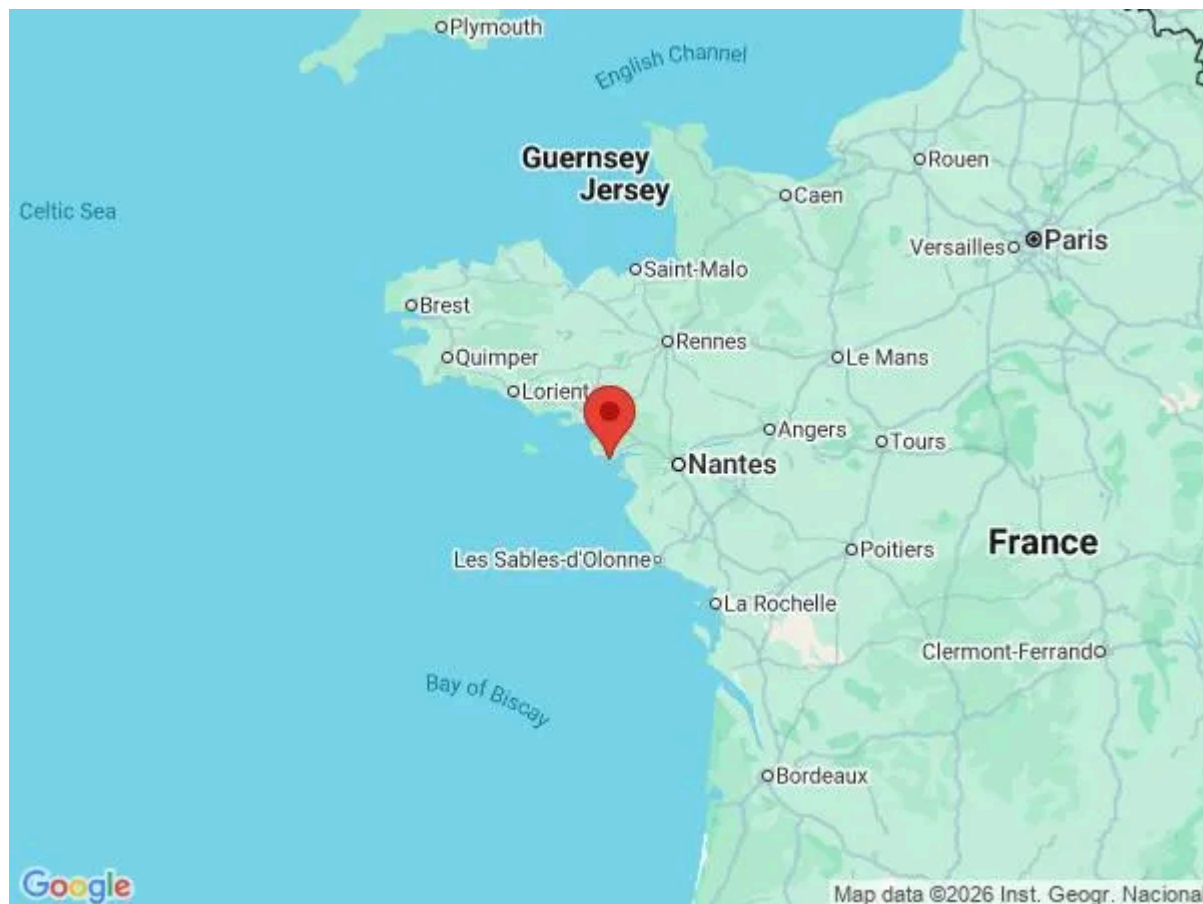 Plymouth
English Channel
Guernsey
Jersey
Rouen
Caen
Celtic Sea
Versailles
Paris
Saint-Malo
Brest
Rennes
Quimper
Le Mans
Lorient
Angers
Tours
Nantes
France
Poitiers
Les Sables-d'Olonne
La Rochelle
Clermont-Ferrand
Bay of Biscay
Bordeaux
Google
Map data ©2026 Inst. Geogr. Nacional